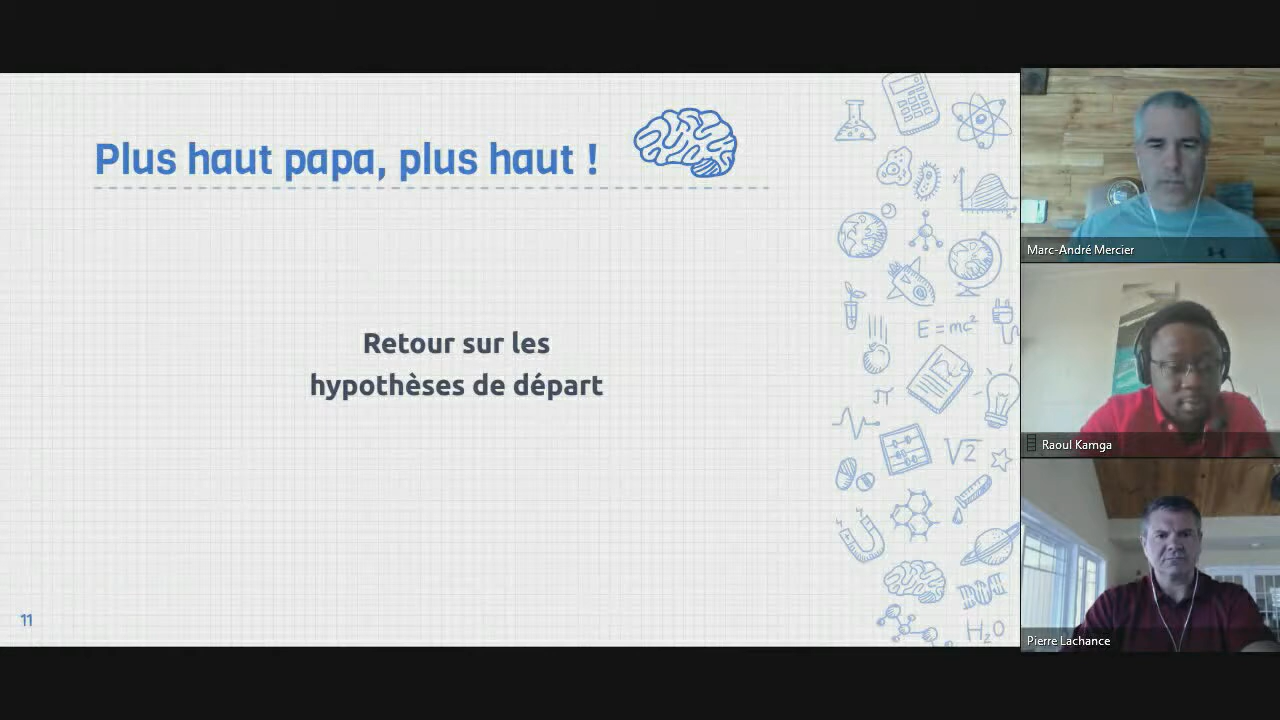 Plus haut papa, plus haut !
Retour sur les
hypothèses de départ
11
E=mc²
π
√2
H₂O
Marc-André Mercier
Raoul Kamga
Pierre Lachance